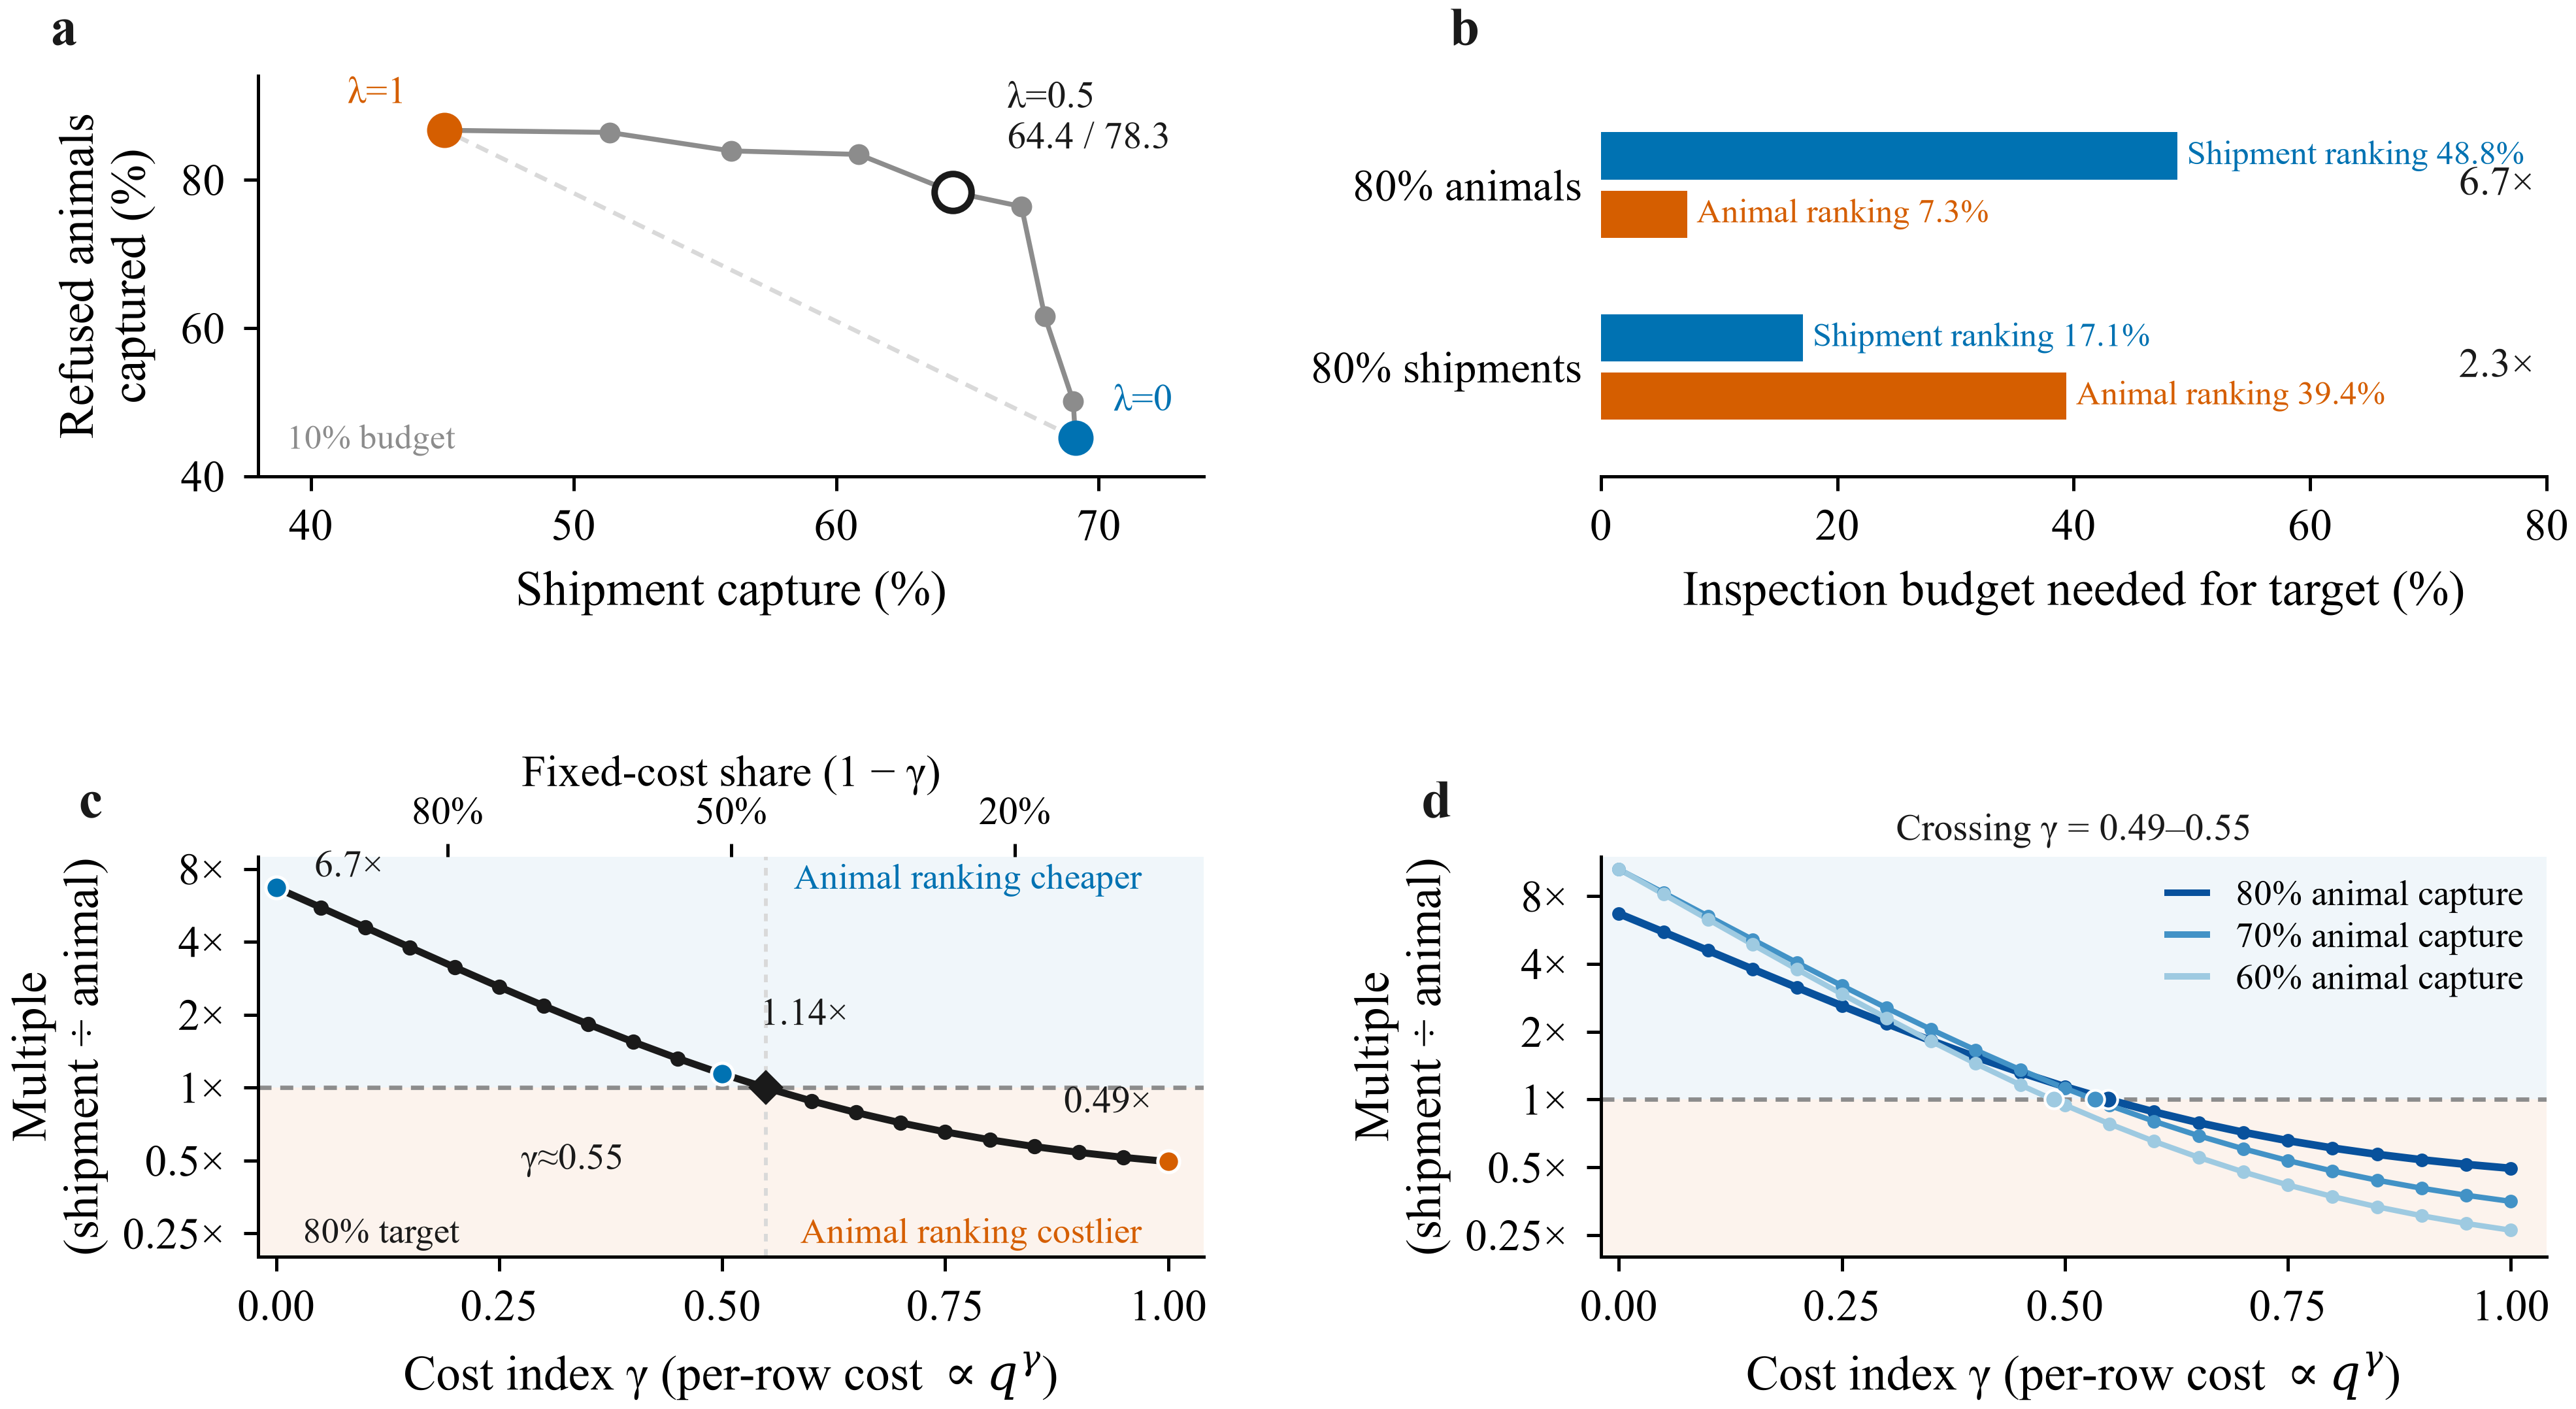 a
λ=1
λ=0.5
64.4 / 78.3
λ=0
10% budget
80
60
40
Refused animals
captured (%)
40
50
60
70
Shipment capture (%)
b
80% animals
Shipment ranking 48.8%
6.7×
Animal ranking 7.3%
80% shipments
Shipment ranking 17.1%
2.3×
Animal ranking 39.4%
0
20
40
60
80
Inspection budget needed for target (%)
c
Fixed-cost share (1 − γ)
80%
50%
20%
6.7×
Animal ranking cheaper
1.14×
0.49×
γ≈0.55
80% target
Animal ranking costlier
8×
4×
2×
1×
0.5×
0.25×
Multiple
(shipment ÷ animal)
0.00
0.25
0.50
0.75
1.00
Cost index γ (per-row cost ∝ q^γ)
d
Crossing γ = 0.49–0.55
80% animal capture
70% animal capture
60% animal capture
8×
4×
2×
1×
0.5×
0.25×
Multiple
(shipment ÷ animal)
0.00
0.25
0.50
0.75
1.00
Cost index γ (per-row cost ∝ q^γ)